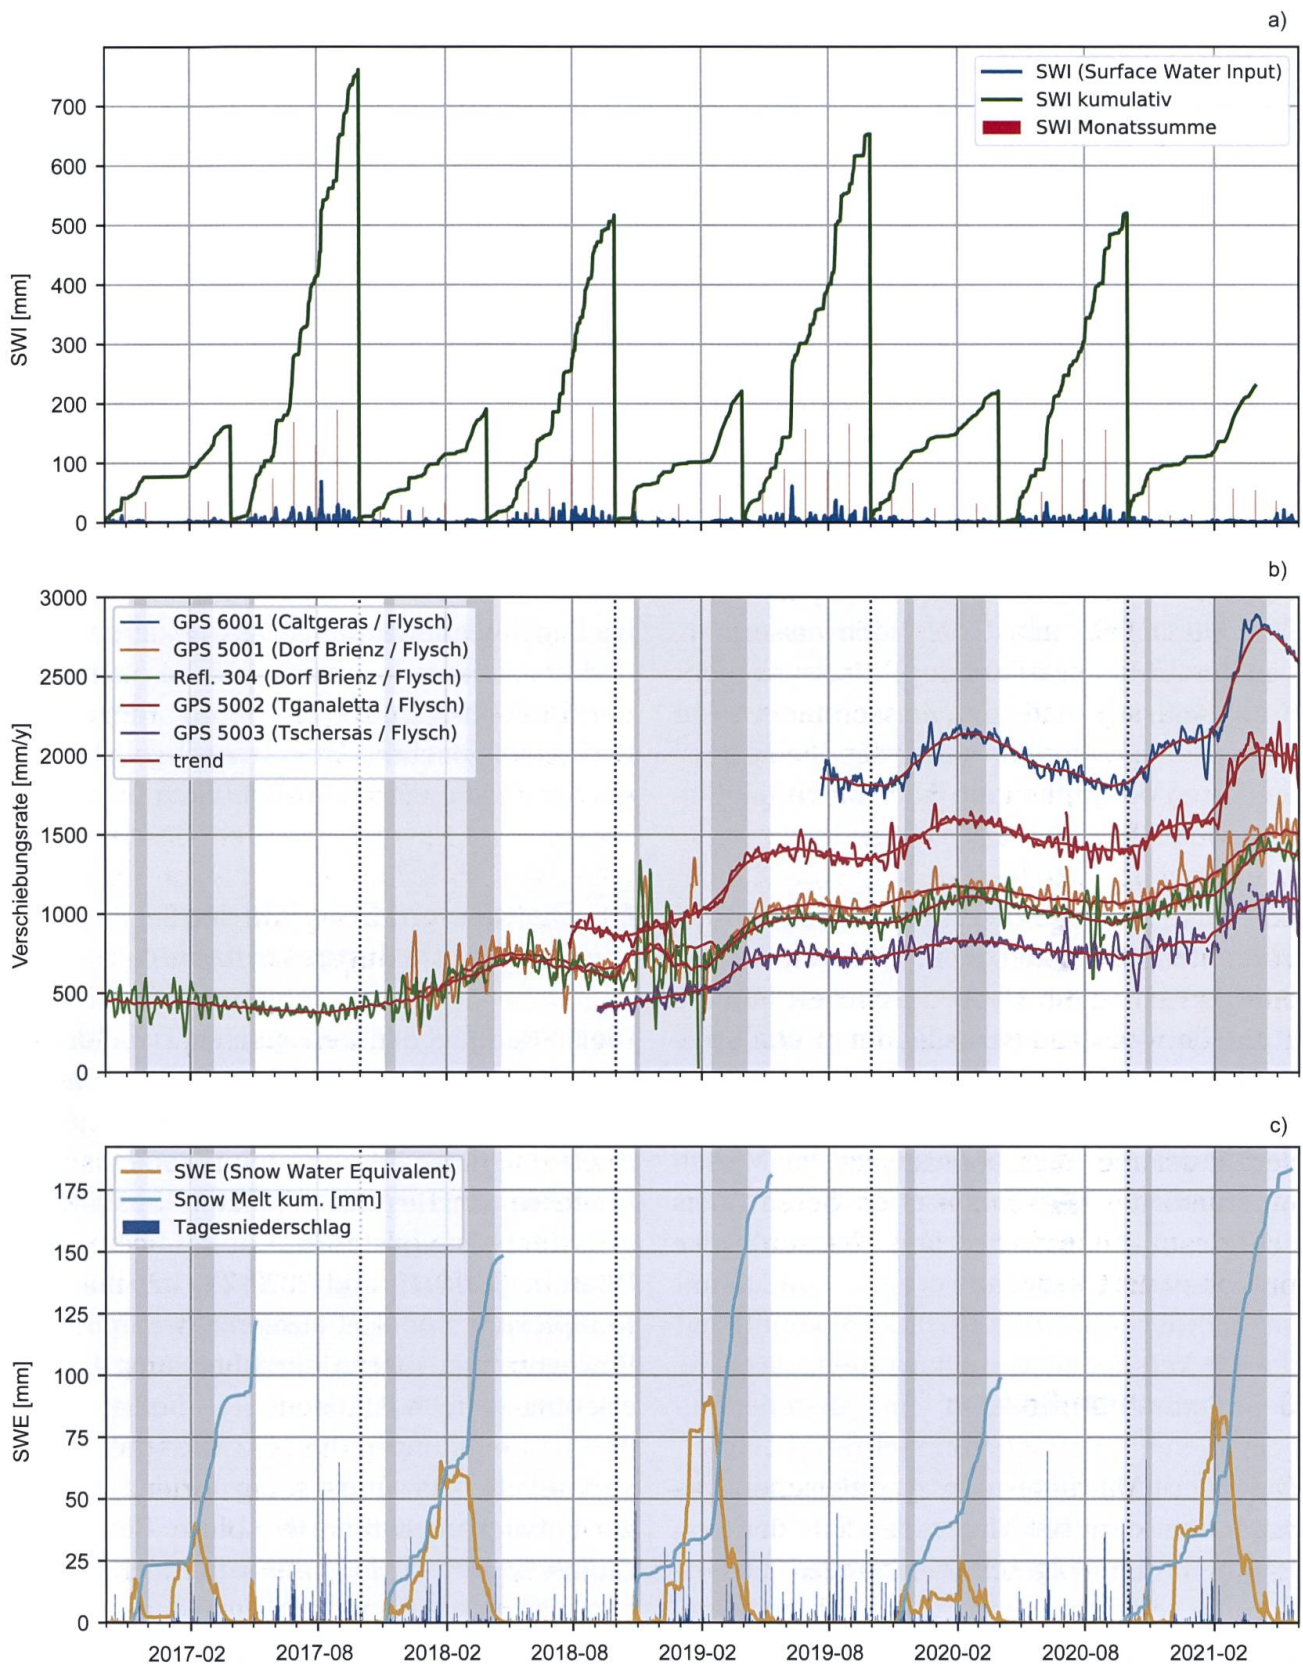 a)
SWI (Surface Water Input)
SWI kumulativ
SWI Monatssumme
700
600
500
400
300
200
100
0
SWI [mm]
b)
GPS 6001 (Caltgeras / Flysch)
GPS 5001 (Dorf Brienz / Flysch)
Refl. 304 (Dorf Brienz / Flysch)
GPS 5002 (Tganaletta / Flysch)
GPS 5003 (Tschersas / Flysch)
trend
3000
2500
2000
1500
1000
500
0
Verschiebungsrate [mm/y]
c)
SWE (Snow Water Equivalent)
Snow Melt kum. [mm]
Tagesniederschlag
175
150
125
100
75
50
25
0
SWE [mm]
2017-02 2017-08 2018-02 2018-08 2019-02 2019-08 2020-02 2020-08 2021-02